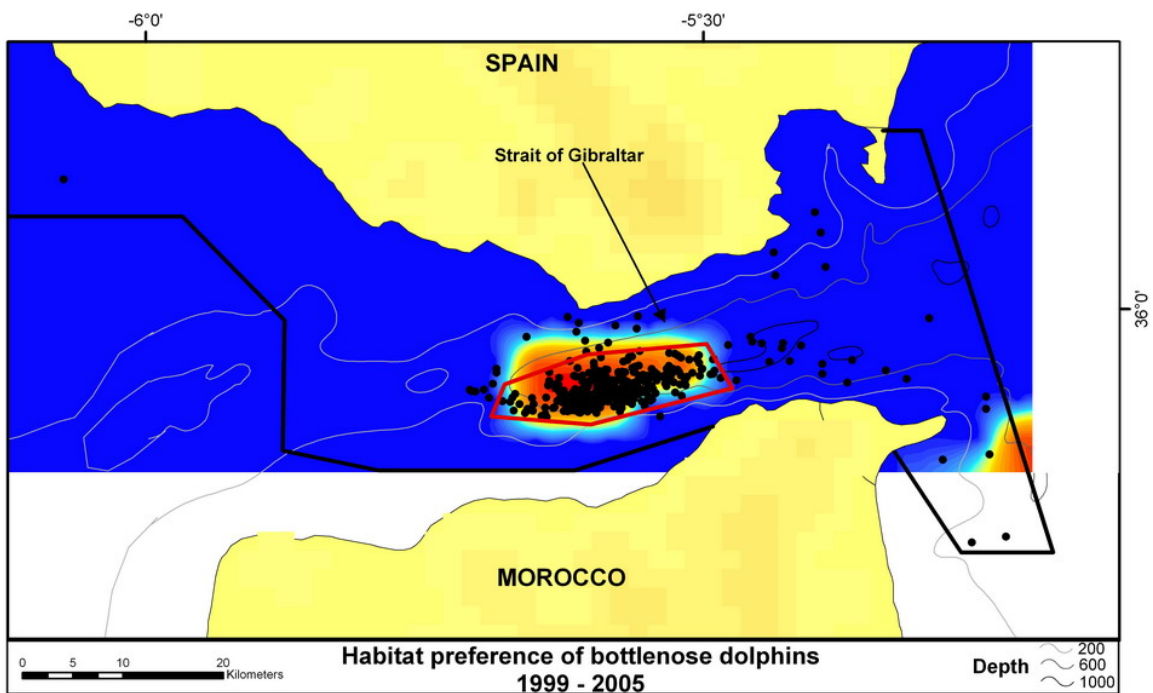 -6°0'
-5°30'
SPAIN
Strait of Gibraltar
36°0'
MOROCCO
0 5 10 20
Kilometers
Habitat preference of bottlenose dolphins
1999 - 2005
Depth
200
600
1000